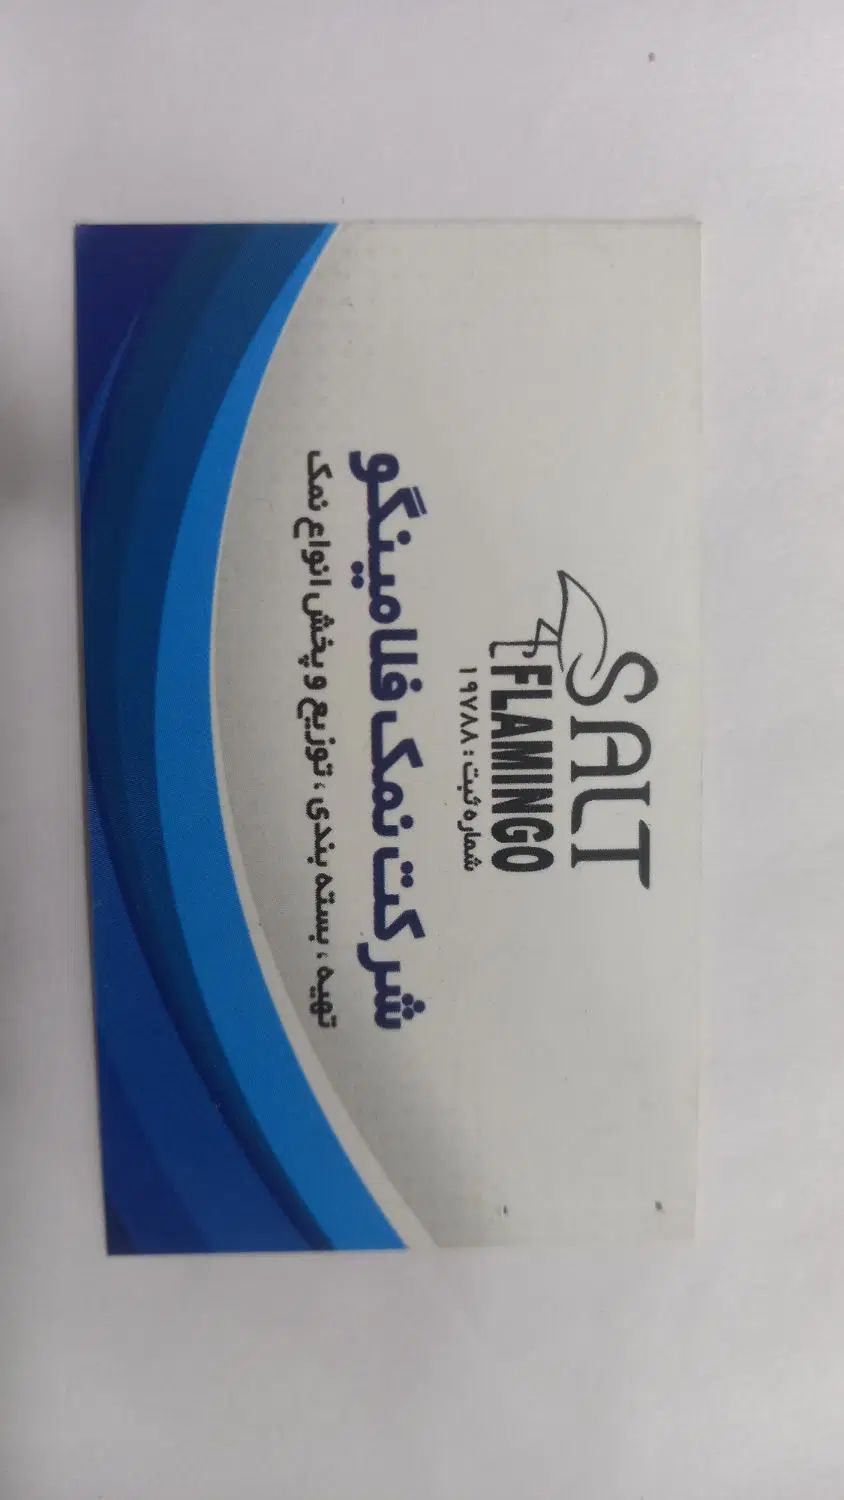 SALT
FLAMINGO
شماره ثبت : ۱۹۷۸۸
شرکت نمک فلامینگو
تهیه ، بسته بندی ، توزیع و پخش انواع نمک